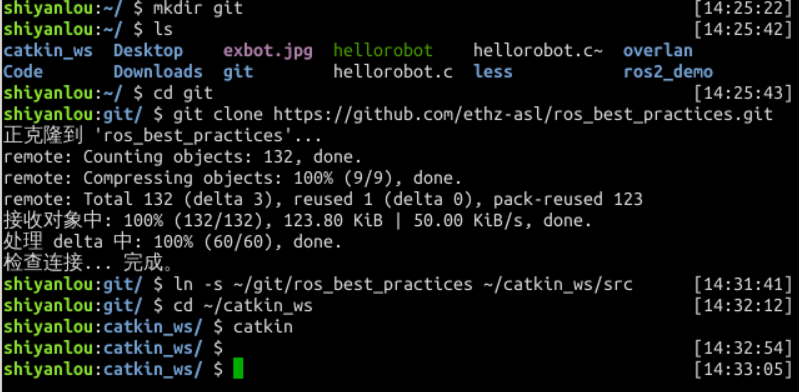 shiyanlou:~/ $ mkdir git [14:25:22]
shiyanlou:~/ $ ls [14:25:42]
catkin_ws Desktop exbot.jpg hellorobot hellorobot.c~ overlan
Code Downloads git hellorobot.c less ros2_demo
shiyanlou:~/ $ cd git [14:25:43]
shiyanlou:git/ $ git clone https://github.com/ethz-asl/ros_best_practices.git
正克隆到 'ros_best_practices'...
remote: Counting objects: 132, done.
remote: Compressing objects: 100% (9/9), done.
remote: Total 132 (delta 3), reused 1 (delta 0), pack-reused 123
接收对象中: 100% (132/132), 123.80 KiB | 50.00 KiB/s, done.
处理 delta 中: 100% (60/60), done.
检查连接... 完成。
shiyanlou:git/ $ ln -s ~/git/ros_best_practices ~/catkin_ws/src [14:31:41]
shiyanlou:git/ $ cd ~/catkin_ws [14:32:12]
shiyanlou:catkin_ws/ $ catkin
shiyanlou:catkin_ws/ $ [14:32:54]
shiyanlou:catkin_ws/ $ [14:33:05]